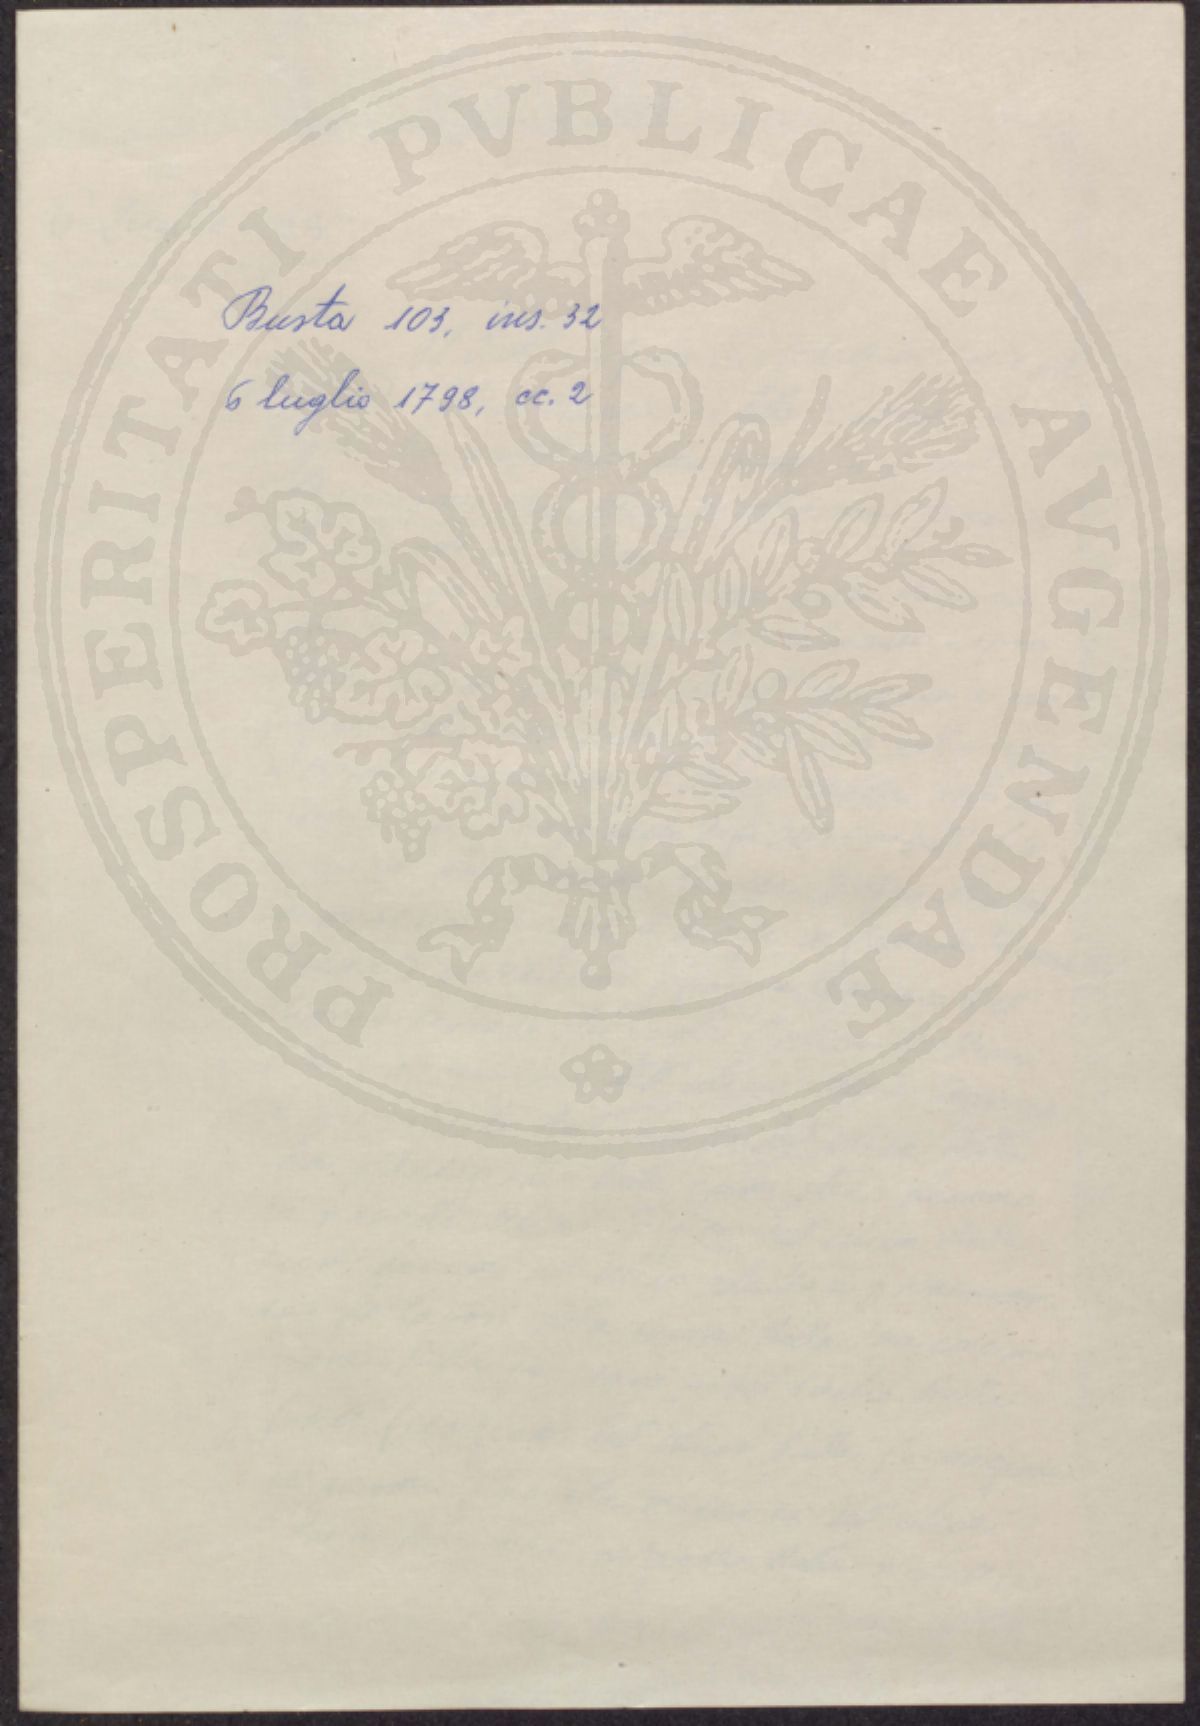 PROSPERITATI PVBLICAE AVGENDAE
Busta 103, ins. 32
6 luglio 1798, cc. 2